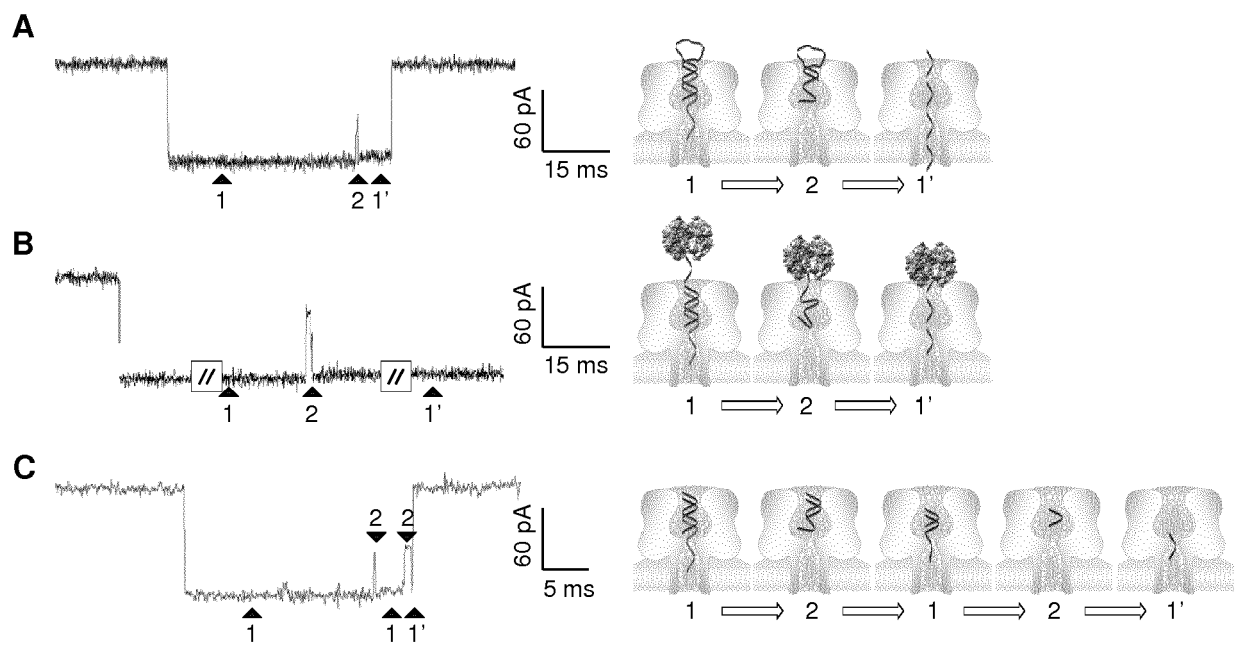 A
60 pA
15 ms
1 2 1’
1 2 1’
B
60 pA
15 ms
// //
1 2 1’
1 2 1’
C
2 2
60 pA
5 ms
1 1 1’
1 2 1 2 1’